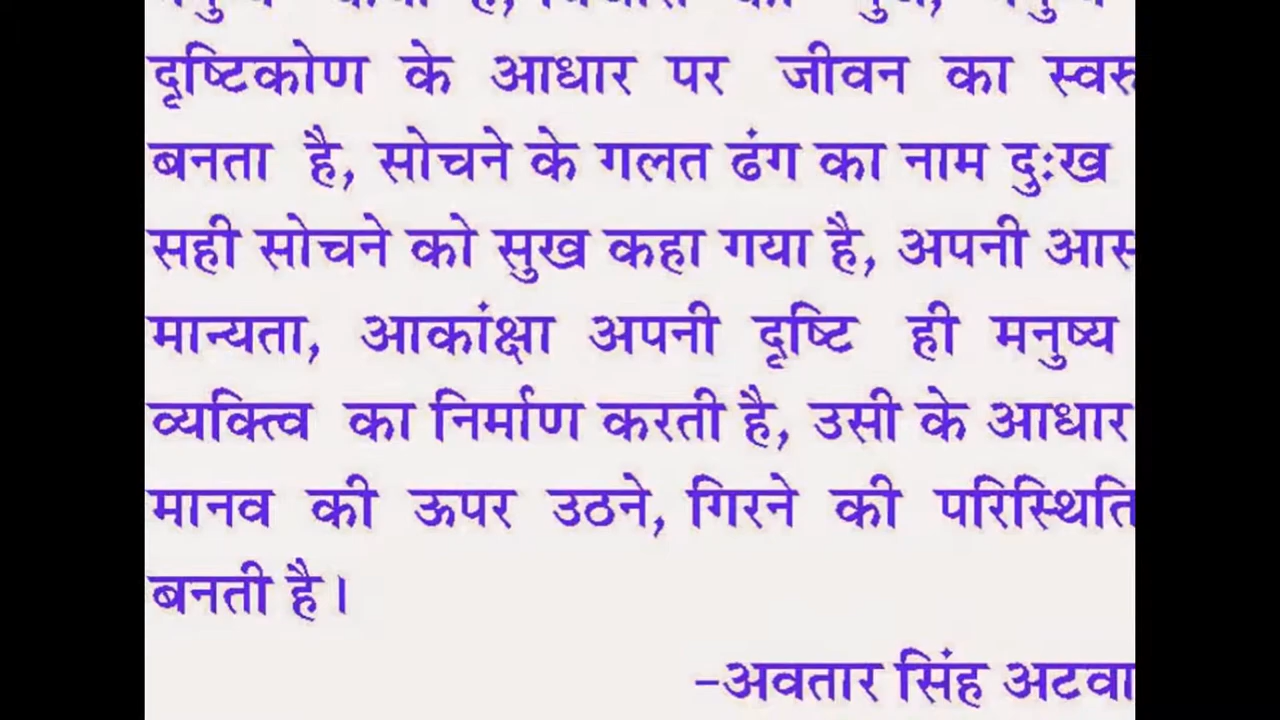 दृष्टिकोण के आधार पर जीवन का
बनता है, सोचने के गलत ढंग का नाम दुःख
सही सोचने को सुख कहा गया है, अपनी
मान्यता, आकांक्षा अपनी दृष्टि ही मनुष्य
व्यक्त्वि का निर्माण करती है, उसी के आधार
मानव की ऊपर उठने, गिरने की परिस्थिति
बनती है।
-अवतार सिंह